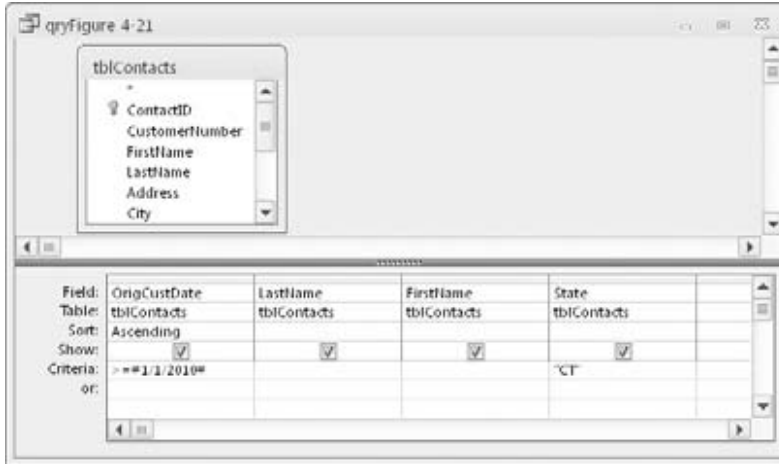 qryFigure 4-21
tblContacts
*
ContactID
CustomerNumber
FirstName
LastName
Address
City
Field: OrigCustDate LastName FirstName State
Table: tblContacts tblContacts tblContacts tblContacts
Sort: Ascending
Show:
Criteria: >=#1/1/2010# "CT"
or: